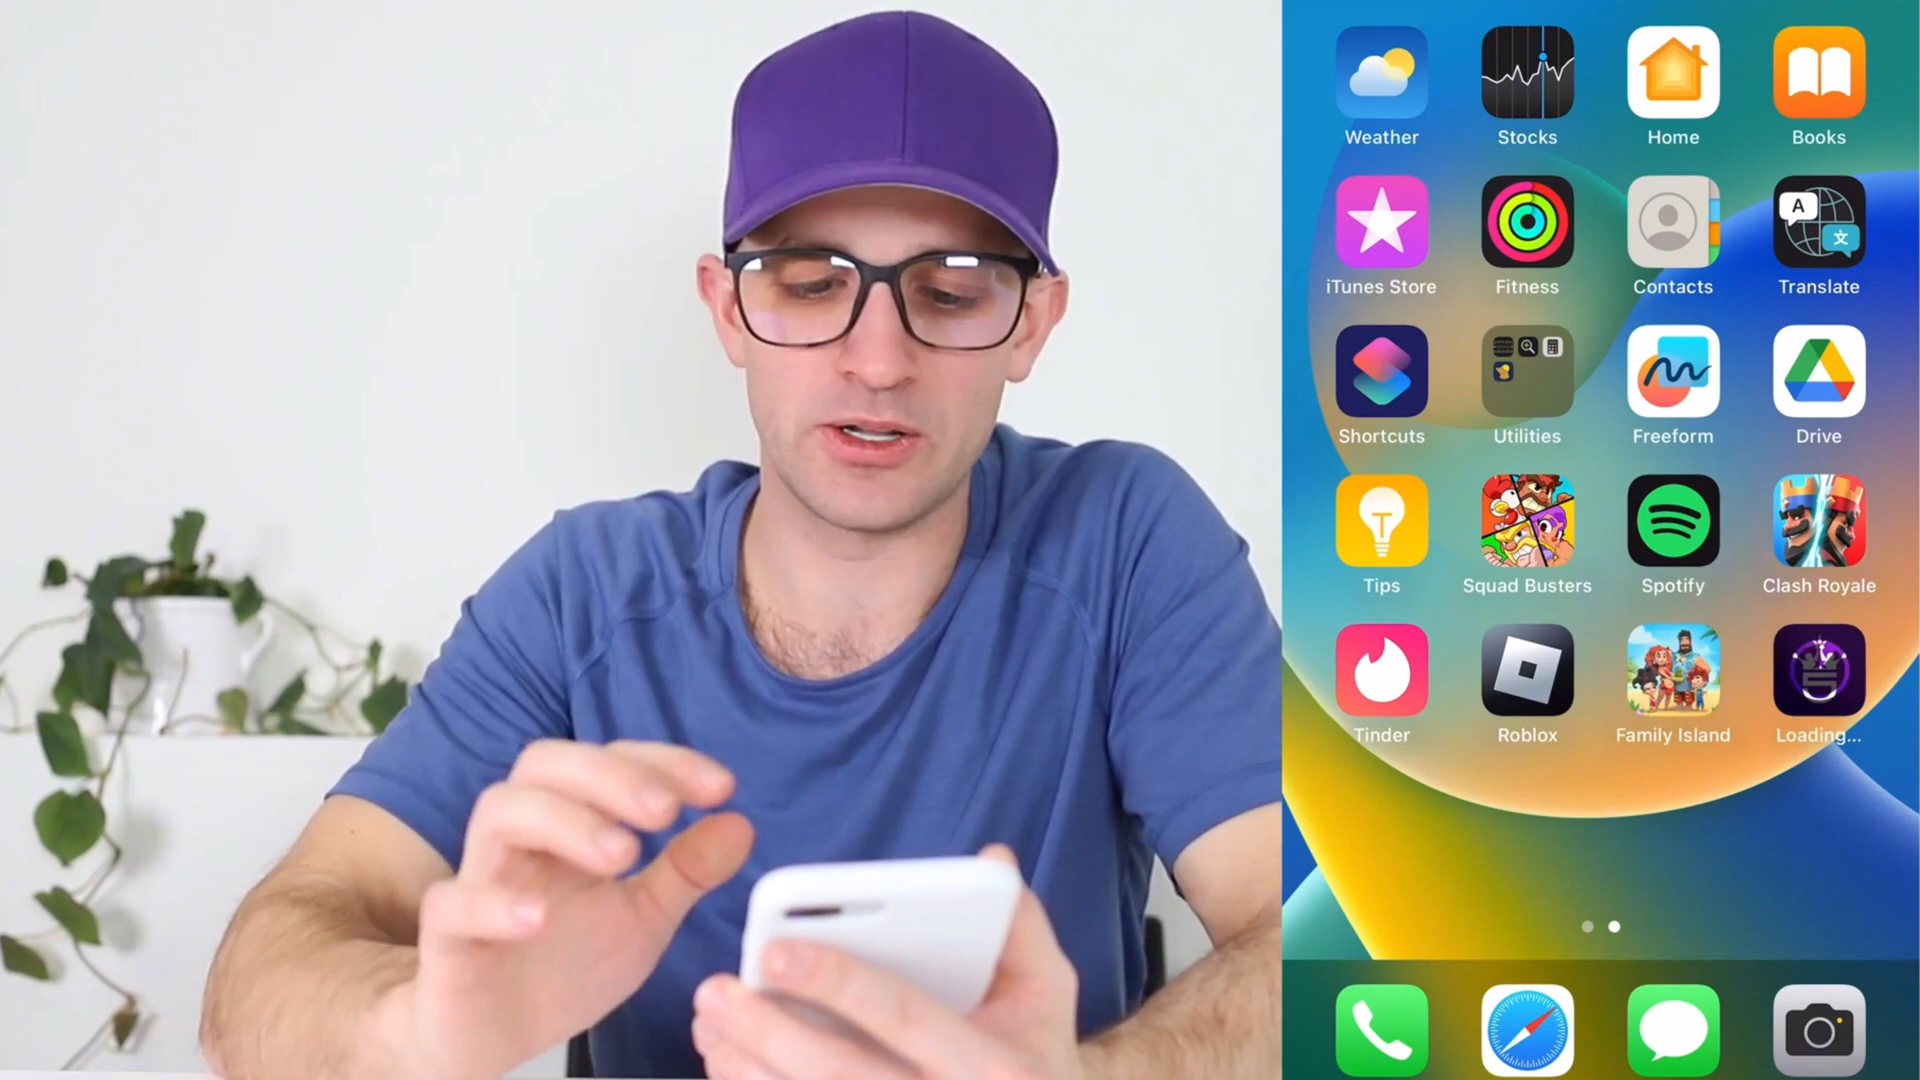 Weather Stocks Home Books
A 文
iTunes Store Fitness Contacts Translate
Shortcuts Utilities Freeform Drive
T
Tips Squad Busters Spotify Clash Royale
Tinder Roblox Family Island Loading...